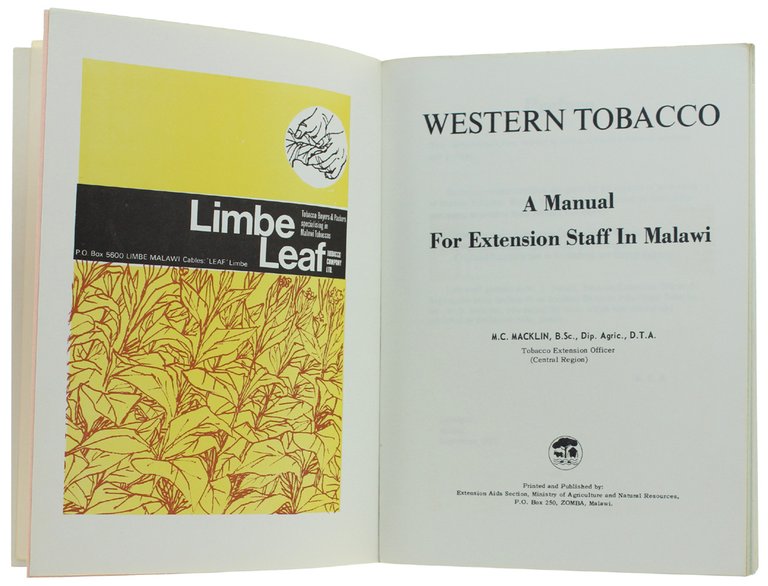 Limbe
Leaf
Tobacco Buyers & Packers
specialising in
Malawi Tobaccos
TOBACCO
COMPANY
LTD.
P.O. Box 5600 LIMBE MALAWI Cables: 'LEAF' Limbe
WESTERN TOBACCO
A Manual
For Extension Staff In Malawi
M.C. MACKLIN, B.Sc., Dip. Agric., D.T.A.
Tobacco Extension Officer
(Central Region)
Printed and Published by:
Extension Aids Section, Ministry of Agriculture and Natural Resources,
P.O. Box 250, ZOMBA, Malawi.